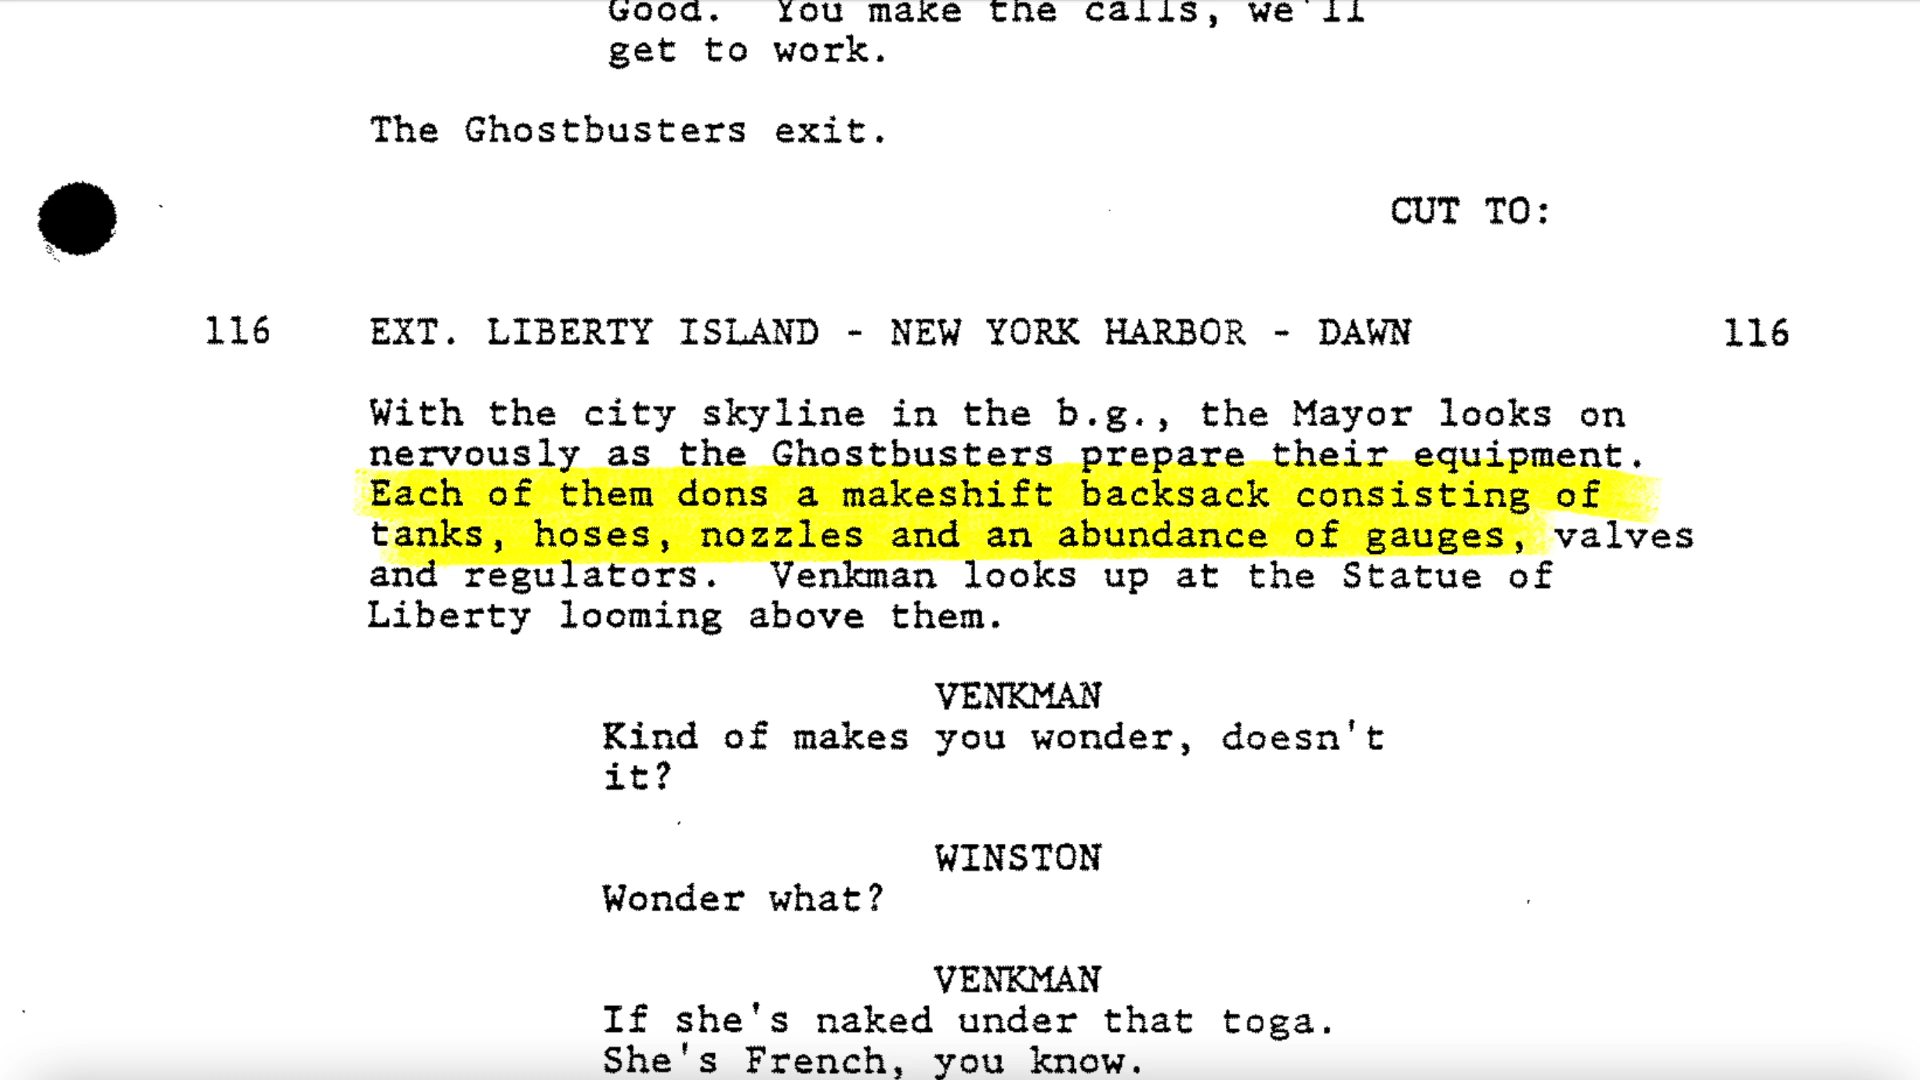 Good. You make the calls, we'll
get to work.
The Ghostbusters exit.
CUT TO:
116 EXT. LIBERTY ISLAND - NEW YORK HARBOR - DAWN 116
With the city skyline in the b.g., the Mayor looks on
nervously as the Ghostbusters prepare their equipment.
Each of them dons a makeshift backsack consisting of
tanks, hoses, nozzles and an abundance of gauges, valves
and regulators. Venkman looks up at the Statue of
Liberty looming above them.
VENKMAN
Kind of makes you wonder, doesn't
it?
WINSTON
Wonder what?
VENKMAN
If she's naked under that toga.
She's French, you know.